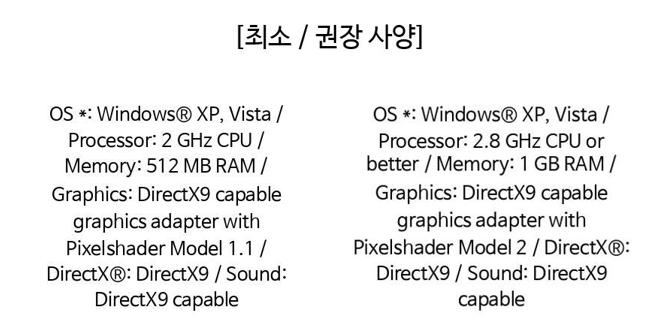 [최소 / 권장 사양]
OS *: Windows® XP, Vista /
Processor: 2 GHz CPU /
Memory: 512 MB RAM /
Graphics: DirectX9 capable
graphics adapter with
Pixelshader Model 1.1 /
DirectX®: DirectX9 / Sound:
DirectX9 capable
OS *: Windows® XP, Vista /
Processor: 2.8 GHz CPU or
better / Memory: 1 GB RAM /
Graphics: DirectX9 capable
graphics adapter with
Pixelshader Model 2 / DirectX®:
DirectX9 / Sound: DirectX9
capable